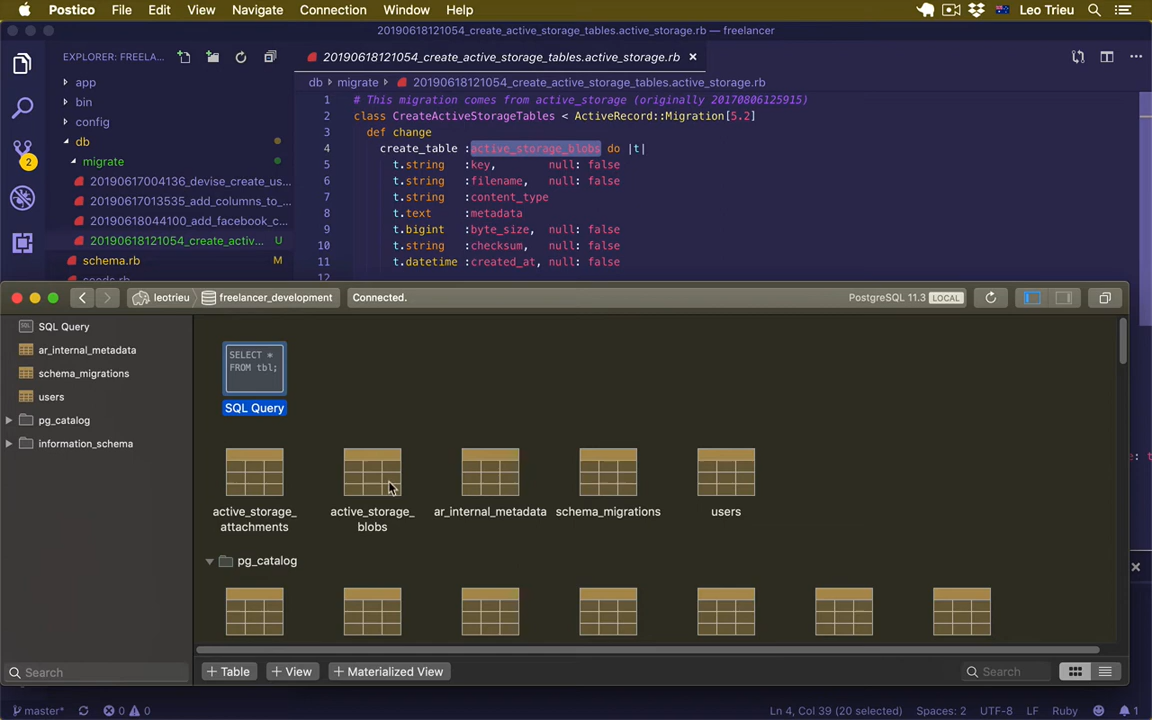 Postico File Edit View Navigate Connection Window Help Leo Trieu
20190618121054_create_active_storage_tables.active_storage.rb — freelancer
EXPLORER: FREELA...
20190618121054_create_active_storage_tables.active_storage.rb
app
bin
config
db
migrate
20190617004136_devise_create_us...
20190617013535_add_columns_to_...
20190618044100_add_facebook_c...
20190618121054_create_activ... U
schema.rb M
seeds.rb
2
db › migrate › 20190618121054_create_active_storage_tables.active_storage.rb
1 # This migration comes from active_storage (originally 20170806125915)
2 class CreateActiveStorageTables < ActiveRecord::Migration[5.2]
3 def change
4 create_table :active_storage_blobs do |t|
5 t.string :key, null: false
6 t.string :filename, null: false
7 t.string :content_type
8 t.text :metadata
9 t.bigint :byte_size, null: false
10 t.string :checksum, null: false
11 t.datetime :created_at, null: false
12
leotrieu freelancer_development Connected. PostgreSQL 11.3 LOCAL
SQL Query
ar_internal_metadata
schema_migrations
users
pg_catalog
information_schema
Search
SELECT *
FROM tbl;
SQL Query
active_storage_
attachments
active_storage_
blobs
ar_internal_metadata
schema_migrations
users
pg_catalog
+ Table + View + Materialized View Search
master* 0 0 Ln 4, Col 39 (20 selected) Spaces: 2 UTF-8 LF Ruby 1